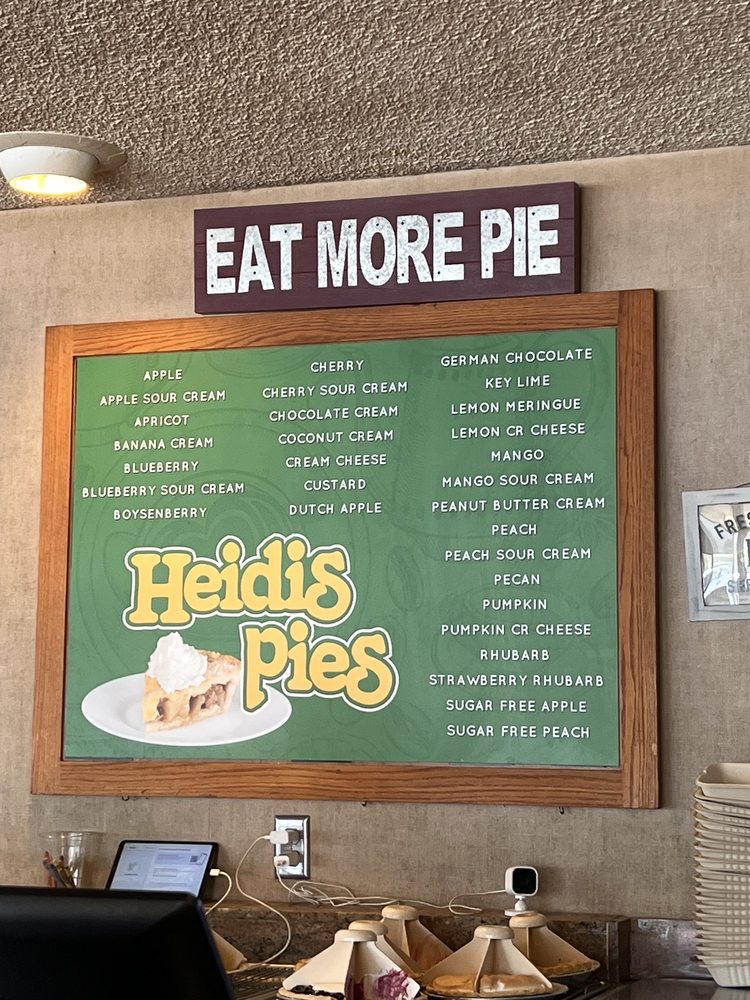 EAT MORE PIE
APPLE
APPLE SOUR CREAM
APRICOT
BANANA CREAM
BLUEBERRY
BLUEBERRY SOUR CREAM
BOYSENBERRY
CHERRY
CHERRY SOUR CREAM
CHOCOLATE CREAM
COCONUT CREAM
CREAM CHEESE
CUSTARD
DUTCH APPLE
GERMAN CHOCOLATE
KEY LIME
LEMON MERINGUE
LEMON CR CHEESE
MANGO
MANGO SOUR CREAM
PEANUT BUTTER CREAM
PEACH
PEACH SOUR CREAM
PECAN
PUMPKIN
PUMPKIN CR CHEESE
RHUBARB
STRAWBERRY RHUBARB
SUGAR FREE APPLE
SUGAR FREE PEACH
Heidis
Pies